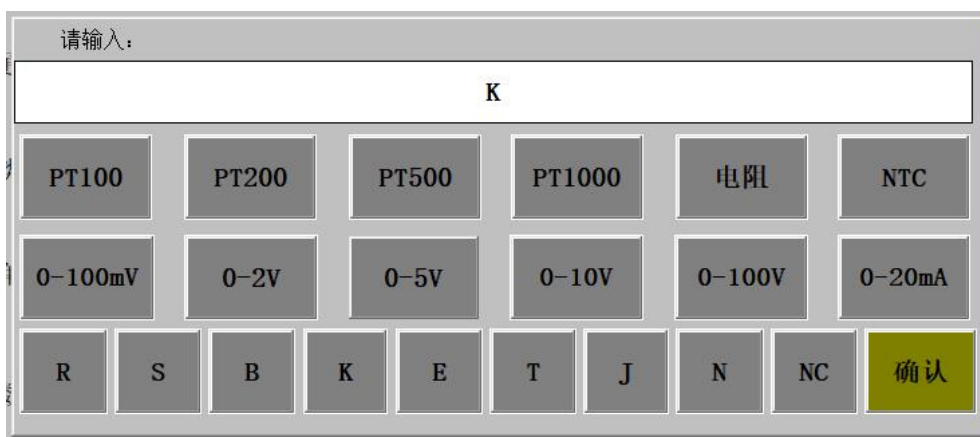 请输入：
K
PT100 PT200 PT500 PT1000 电阻 NTC
0-100mV 0-2V 0-5V 0-10V 0-100V 0-20mA
R S B K E T J N NC 确认